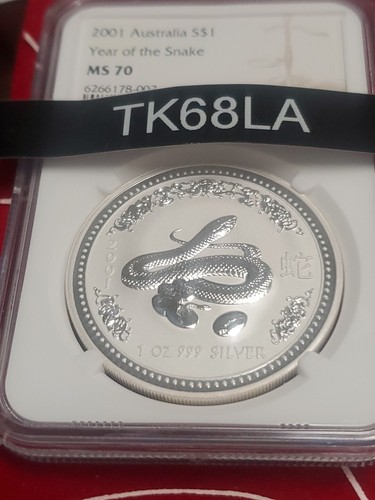 2001 Australia S$1
Year of the Snake
MS 70
TK68LA
2001
蛇
1 OZ 999 SILVER